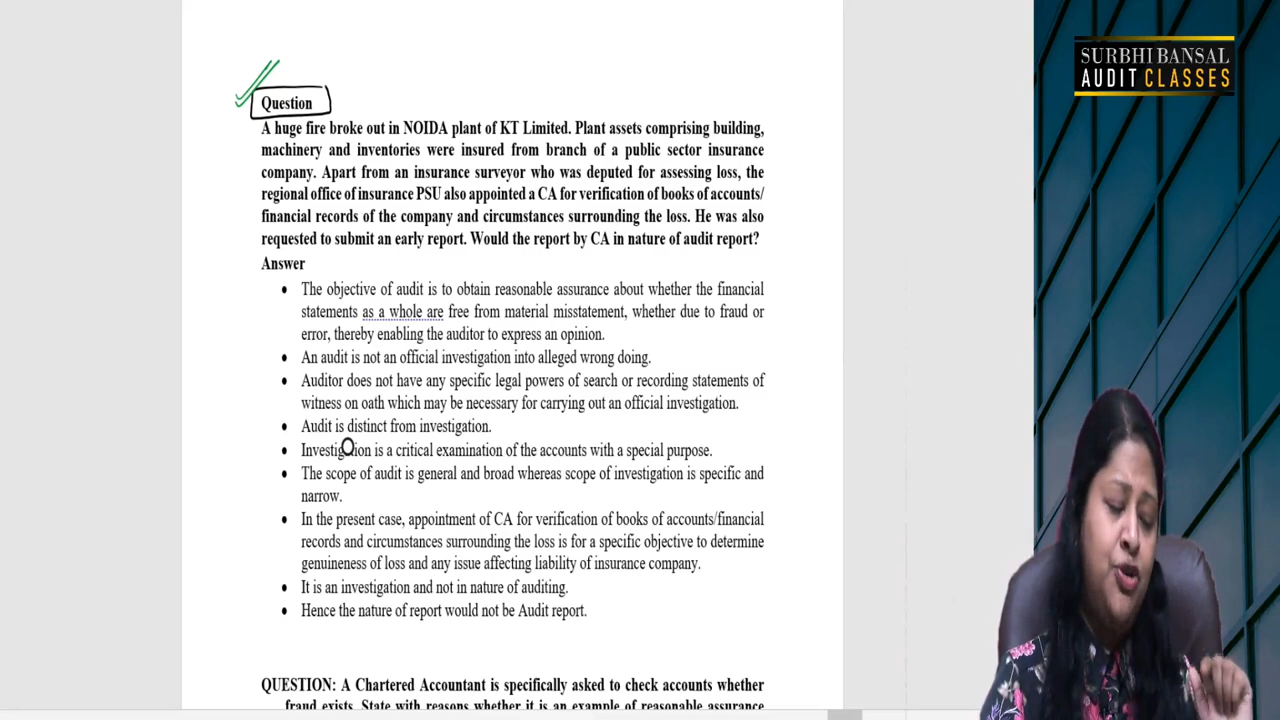 SURBHI BANSAL
AUDIT CLASSES
Question
A huge fire broke out in NOIDA plant of KT Limited. Plant assets comprising building,
machinery and inventories were insured from branch of a public sector insurance
company. Apart from an insurance surveyor who was deputed for assessing loss, the
regional office of insurance PSU also appointed a CA for verification of books of accounts/
financial records of the company and circumstances surrounding the loss. He was also
requested to submit an early report. Would the report by CA in nature of audit report?
Answer
• The objective of audit is to obtain reasonable assurance about whether the financial
statements as a whole are free from material misstatement, whether due to fraud or
error, thereby enabling the auditor to express an opinion.
• An audit is not an official investigation into alleged wrong doing.
• Auditor does not have any specific legal powers of search or recording statements of
witness on oath which may be necessary for carrying out an official investigation.
• Audit is distinct from investigation.
• Investigation is a critical examination of the accounts with a special purpose.
• The scope of audit is general and broad whereas scope of investigation is specific and
narrow.
• In the present case, appointment of CA for verification of books of accounts/financial
records and circumstances surrounding the loss is for a specific objective to determine
genuineness of loss and any issue affecting liability of insurance company.
• It is an investigation and not in nature of auditing.
• Hence the nature of report would not be Audit report.
QUESTION: A Chartered Accountant is specifically asked to check accounts whether
fraud exists. State with reasons whether it is an example of reasonable assurance